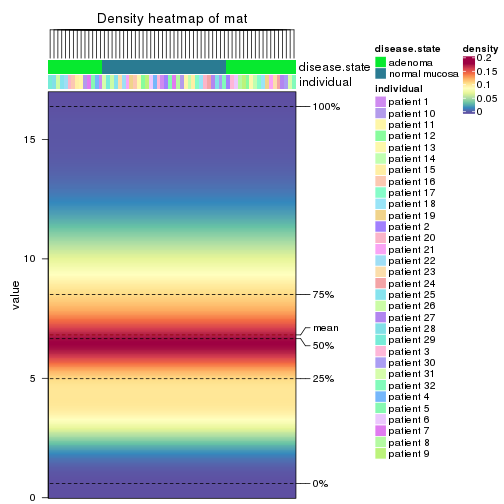 Density heatmap of mat
disease.state
individual
value
15
10
5
0
100%
75%
mean
50%
25%
0%
disease.state
adenoma
normal mucosa
individual
patient 1
patient 10
patient 11
patient 12
patient 13
patient 14
patient 15
patient 16
patient 17
patient 18
patient 19
patient 2
patient 20
patient 21
patient 22
patient 23
patient 24
patient 25
patient 26
patient 27
patient 28
patient 29
patient 3
patient 30
patient 31
patient 32
patient 4
patient 5
patient 6
patient 7
patient 8
patient 9
density
0.2
0.15
0.1
0.05
0